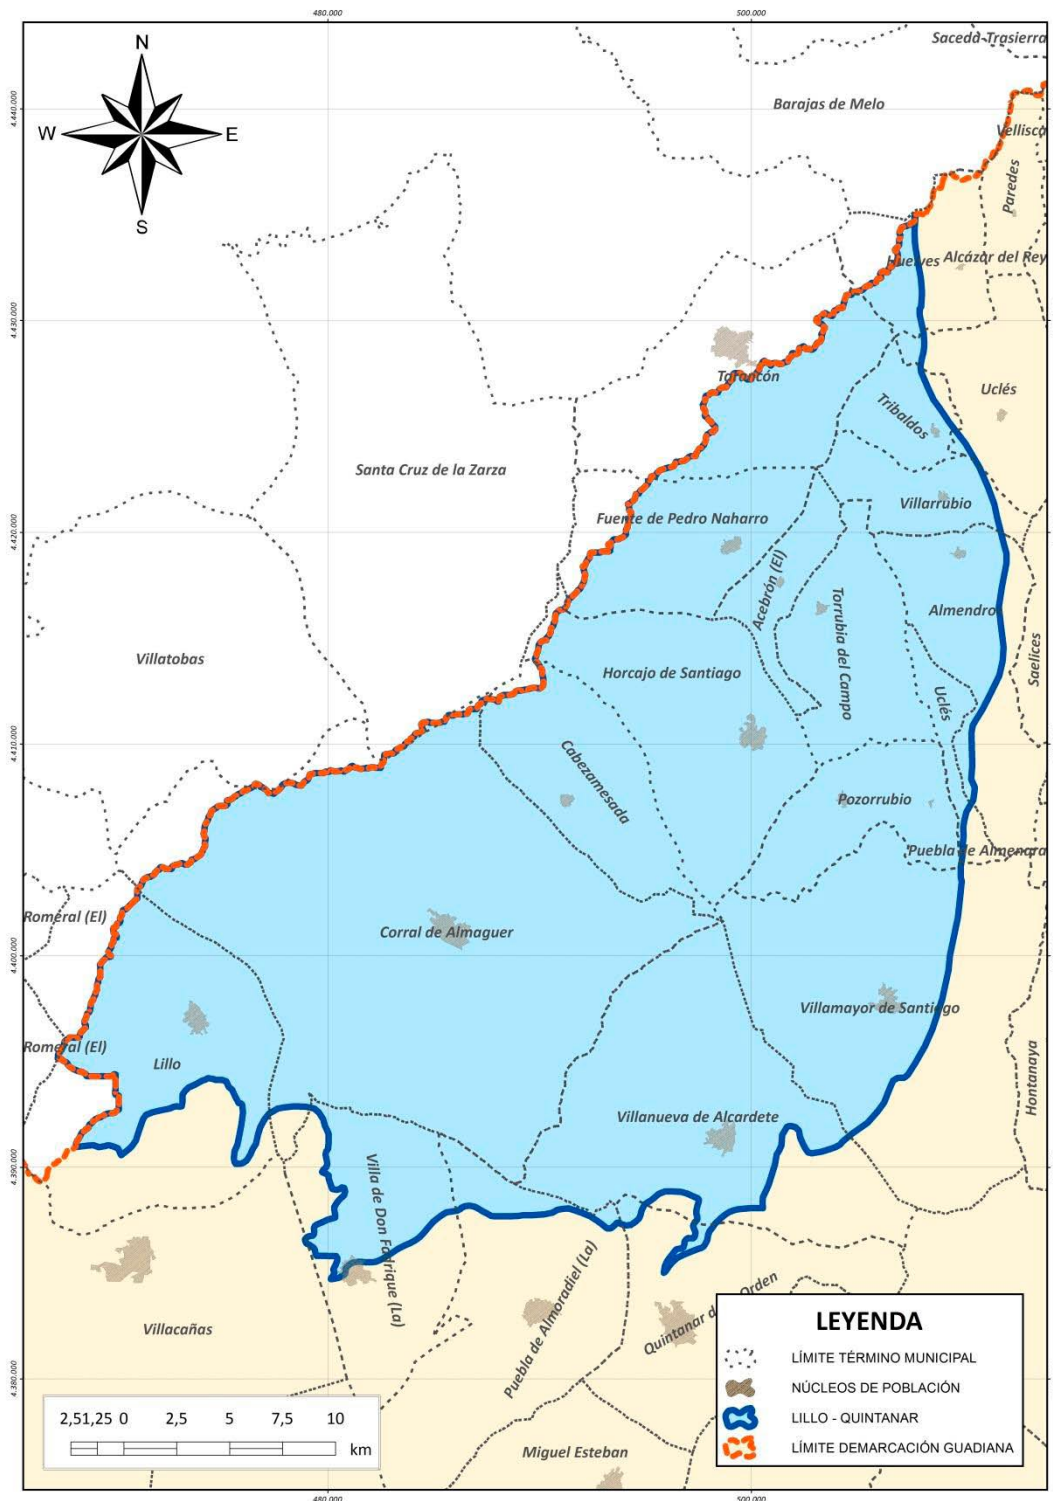 480.000
500.000
Saceda-Trasierra
N
4.440.000
Barajas de Melo
Vellisca
W
E
Paredes
S
Huelves
Alcázar del Rey
4.430.000
Tarancón
Uclés
Tribaldos
Santa Cruz de la Zarza
Villarrubio
Fuente de Pedro Naharro
4.420.000
Acebrón (El)
Torrubia del Campo
Almendros
Saelices
Villatobas
Horcajo de Santiago
Uclés
4.410.000
Cabezamesada
Pozorrubio
Puebla de Almenara
Romeral (El)
Corral de Almaguer
4.400.000
Villamayor de Santiago
Romeral (El)
Lillo
Hontanaya
Villanueva de Alcardete
4.390.000
Villa de Don Fadrique (La)
Puebla de Almoradiel (La)
Quintanar d Orden
Villacañas
4.380.000
LEYENDA
LÍMITE TÉRMINO MUNICIPAL
NÚCLEOS DE POBLACIÓN
LILLO - QUINTANAR
LÍMITE DEMARCACIÓN GUADIANA
2,51,25 0 2,5 5 7,5 10
km
Miguel Esteban
480.000
500.000